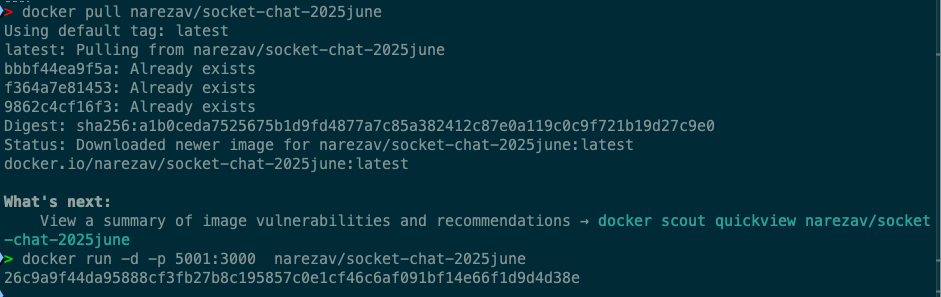 > docker pull narezav/socket-chat-2025june
Using default tag: latest
latest: Pulling from narezav/socket-chat-2025june
bbbf44ea9f5a: Already exists
f364a7e81453: Already exists
9862c4cf16f3: Already exists
Digest: sha256:a1b0ceda7525675b1d9fd4877a7c85a382412c87e0a119c0c9f721b19d27c9e0
Status: Downloaded newer image for narezav/socket-chat-2025june:latest
docker.io/narezav/socket-chat-2025june:latest
What's next:
    View a summary of image vulnerabilities and recommendations → docker scout quickview narezav/socket
-chat-2025june
> docker run -d -p 5001:3000  narezav/socket-chat-2025june
26c9a9f44da95888cf3fb27b8c195857c0e1cf46c6af091bf14e66f1d9d4d38e